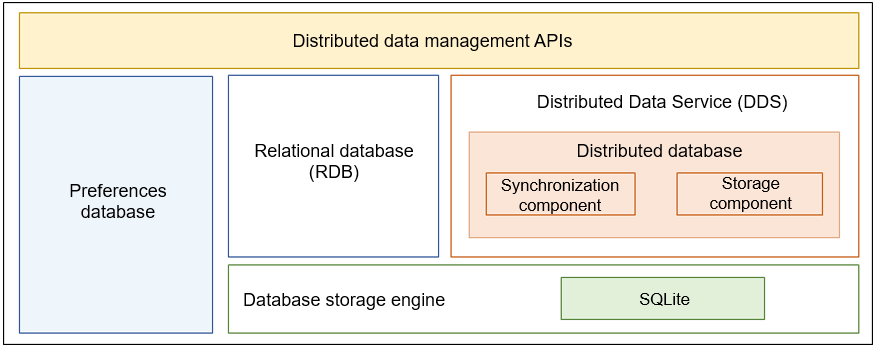 Distributed data management APIs
Preferences
database
Relational database
(RDB)
Distributed Data Service (DDS)
Distributed database
Synchronization
component
Storage
component
Database storage engine
SQLite